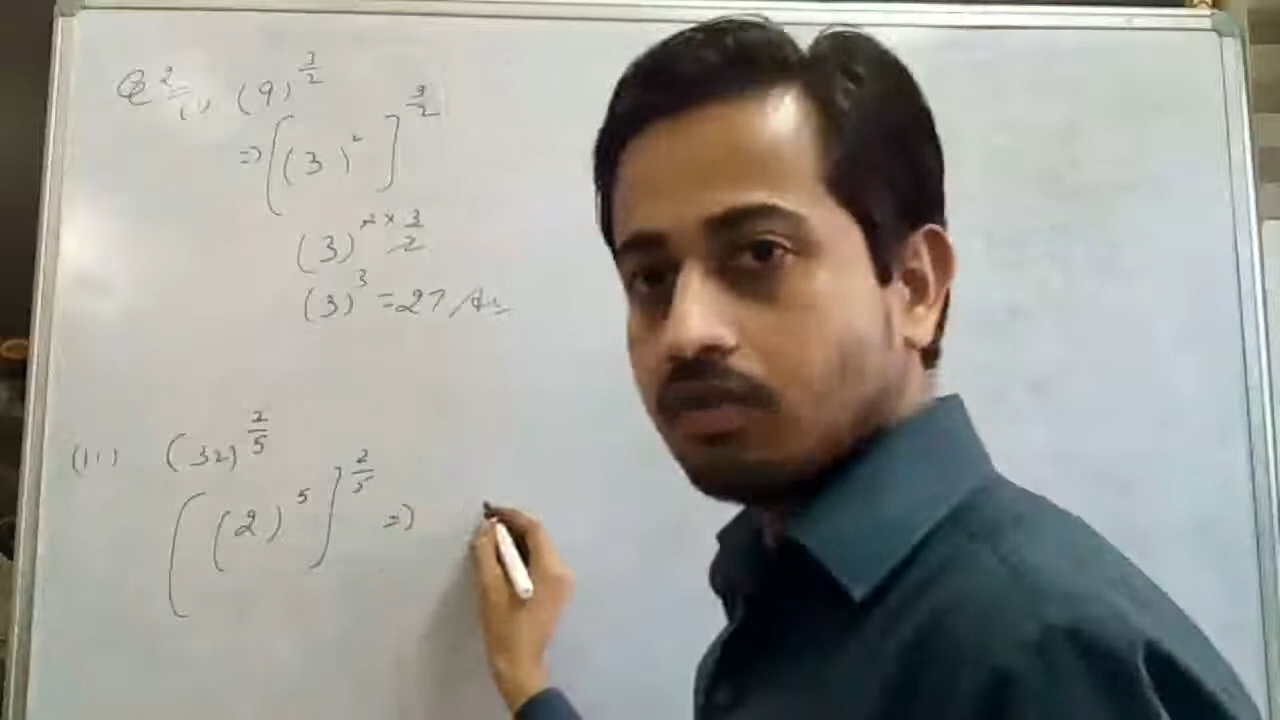 Q 2 (i) (9)^{3/2}
=> [(3)^2]^{3/2}
(3)^{2 × 3/2}
(3)^3 = 27 Ans
(ii) (32)^{2/5}
[(2)^5]^{2/5} =>